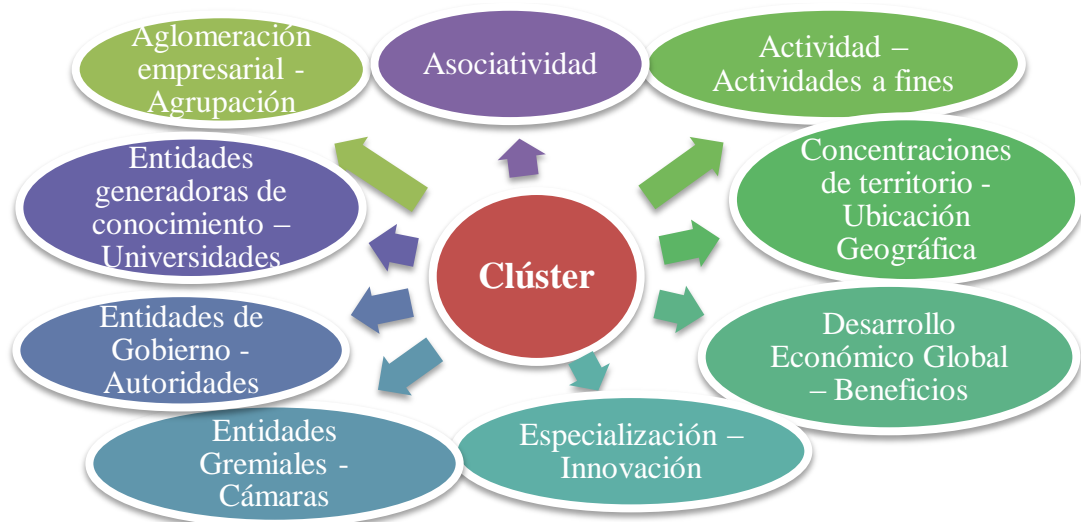 Aglomeración
empresarial -
Agrupación
Asociatividad
Actividad –
Actividades a fines
Entidades
generadoras de
conocimiento –
Universidades
Concentraciones
de territorio -
Ubicación
Geográfica
Clúster
Entidades de
Gobierno -
Autoridades
Desarrollo
Económico Global
– Beneficios
Entidades
Gremiales -
Cámaras
Especialización –
Innovación